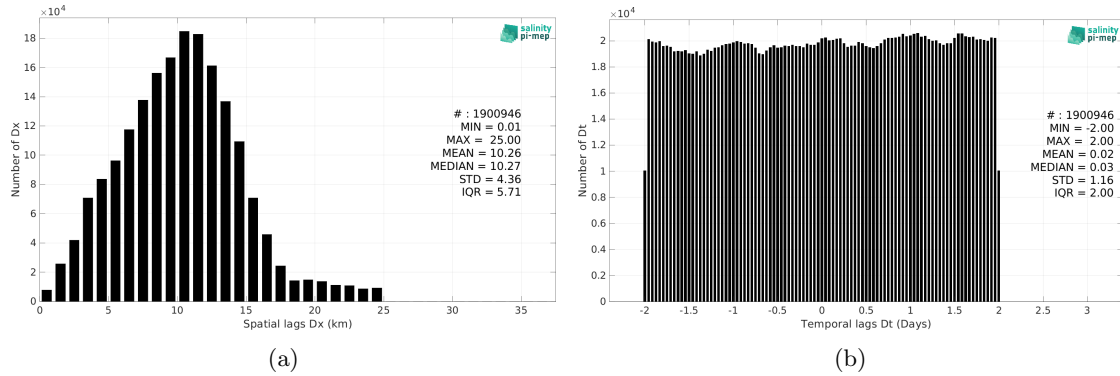 ×10⁴
18
16
14
12
10
8
6
4
2
0
Number of Dx
0 5 10 15 20 25 30 35
Spatial lags Dx (km)
salinity
pi-mep
# : 1900946
MIN = 0.01
MAX = 25.00
MEAN = 10.26
MEDIAN = 10.27
STD = 4.36
IQR = 5.71
(a)
×10⁴
2
1.8
1.6
1.4
1.2
1
0.8
0.6
0.4
0.2
0
Number of Dt
-2 -1.5 -1 -0.5 0 0.5 1 1.5 2 2.5 3
Temporal lags Dt (Days)
salinity
pi-mep
# : 1900946
MIN = -2.00
MAX = 2.00
MEAN = 0.02
MEDIAN = 0.03
STD = 1.16
IQR = 2.00
(b)